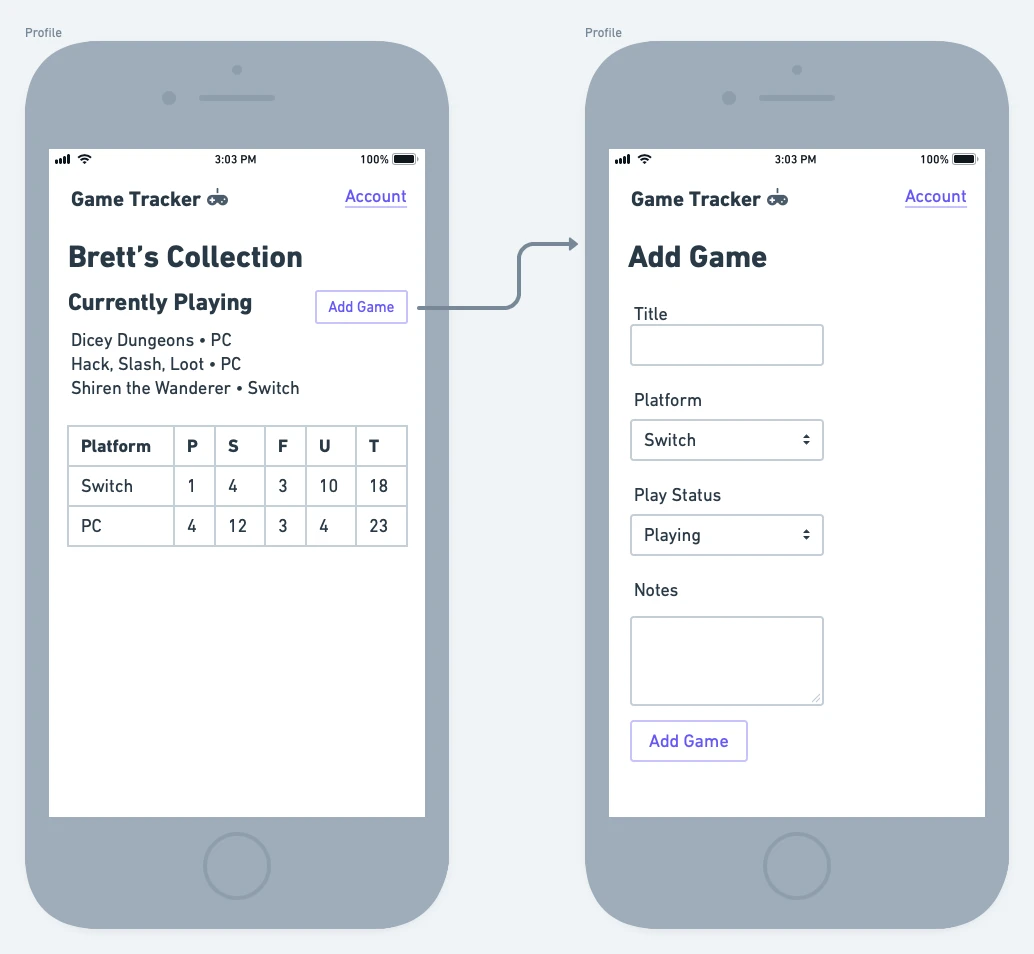 Profile
3:03 PM
100%
Game Tracker
Account
Brett’s Collection
Currently Playing
Add Game
Dicey Dungeons • PC
Hack, Slash, Loot • PC
Shiren the Wanderer • Switch
Platform P S F U T
Switch 1 4 3 10 18
PC 4 12 3 4 23
Profile
3:03 PM
100%
Game Tracker
Account
Add Game
Title
Platform
Switch
Play Status
Playing
Notes
Add Game